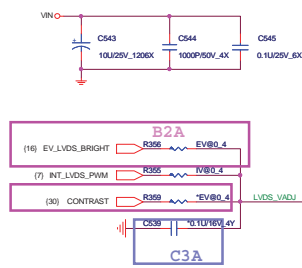 VIN
C543
C544
C545
10U/25V_1206X
1000P/50V_4X
0.1U/25V_6X
B2A
(16) EV_LVDS_BRIGHT R356 EV@0_4
(7) INT_LVDS_PWM R355 IV@0_4
(30) CONTRAST R359 *EV@0_4 LVDS_VADJ
C539 *0.1U/16V_4Y
C3A